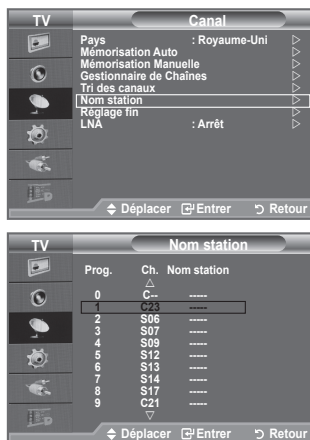 TV Canal
Pays : Royaume-Uni
Mémorisation Auto
Mémorisation Manuelle
Gestionnaire de Chaînes
Tri des canaux
Nom station
Réglage fin
LNA : Arrêt
Déplacer Entrer Retour
TV Nom station
Prog. Ch. Nom station
0 C-- -----
1 C23 -----
2 S06 -----
3 S07 -----
4 S09 -----
5 S12 -----
6 S13 -----
7 S14 -----
8 S17 -----
9 C21 -----
Déplacer Entrer Retour